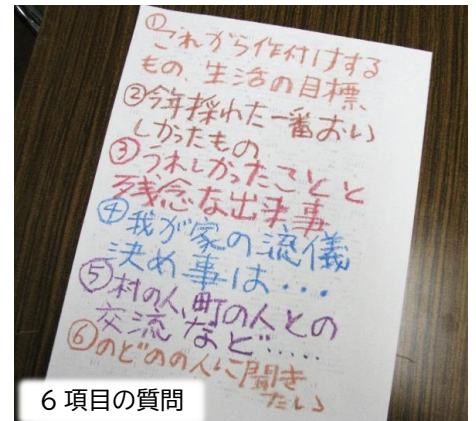 ①これから作付けする
もの、生活の目標、
②今年採れた一番おい
しかったもの、
③うれしかったことと
残念な出来事
④我が家の流儀
決め事は・・・
⑤村の人、町の人との
交流など・・・・・
⑥のどのの人に聞き
たい
6項目の質問